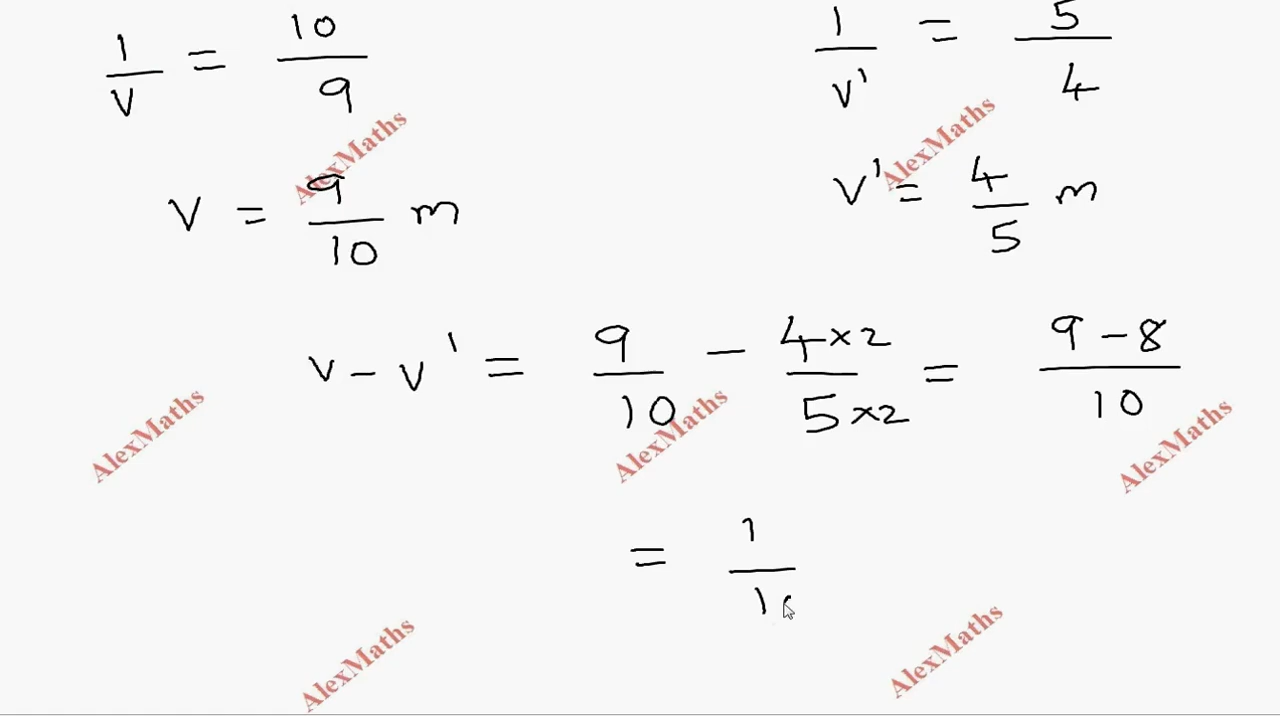 1/v = 10/9
1/v' = 5/4
v = 9/10 m
v' = 4/5 m
v - v' = 9/10 - 4×2/5×2 = 9-8/10
= 1/1
AlexMaths
AlexMaths
AlexMaths
AlexMaths
AlexMaths
AlexMaths
AlexMaths